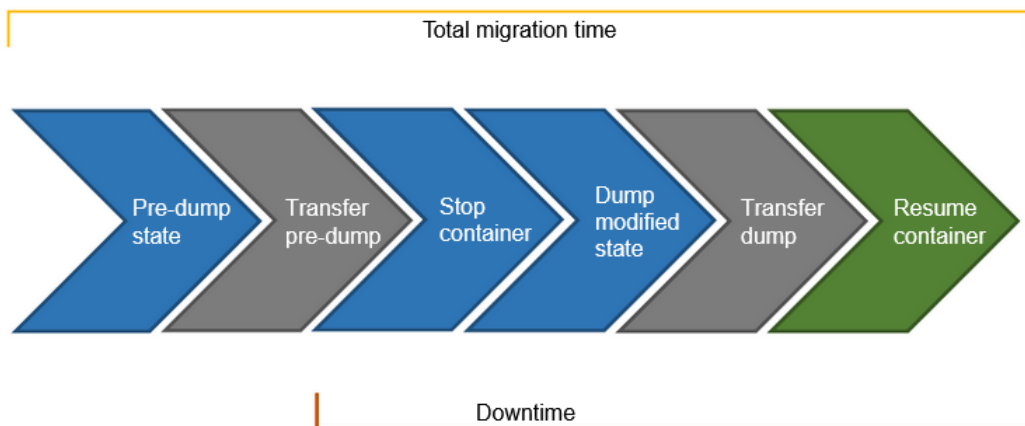 Total migration time
Pre-dump
state
Transfer
pre-dump
Stop
container
Dump
modified
state
Transfer
dump
Resume
container
Downtime